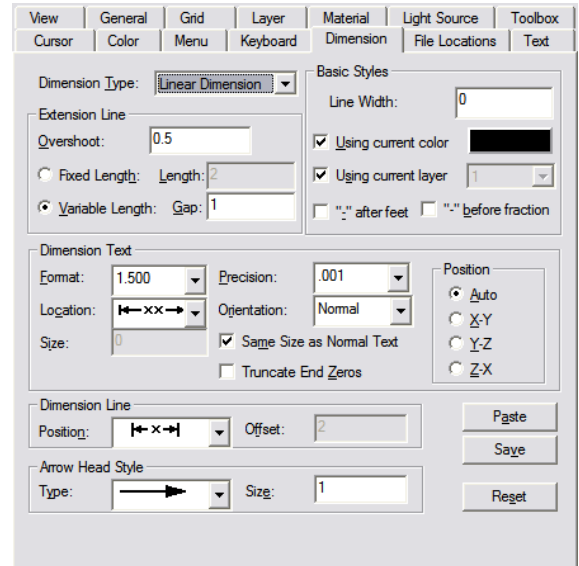 View General Grid Layer Material Light Source Toolbox
Cursor Color Menu Keyboard Dimension File Locations Text
Dimension Type: Linear Dimension
Basic Styles
Line Width: 0
Using current color
Using current layer 1
"-" after feet "-" before fraction
Extension Line
Overshoot: 0.5
Fixed Length: Length: 2
Variable Length: Gap: 1
Dimension Text
Format: 1.500 Precision: .001
Location: xx Orientation: Normal
Size: 0 Same Size as Normal Text
Truncate End Zeros
Position
Auto
X-Y
Y-Z
Z-X
Dimension Line
Position: x Offset: 2
Arrow Head Style
Type: Size: 1
Paste
Save
Reset